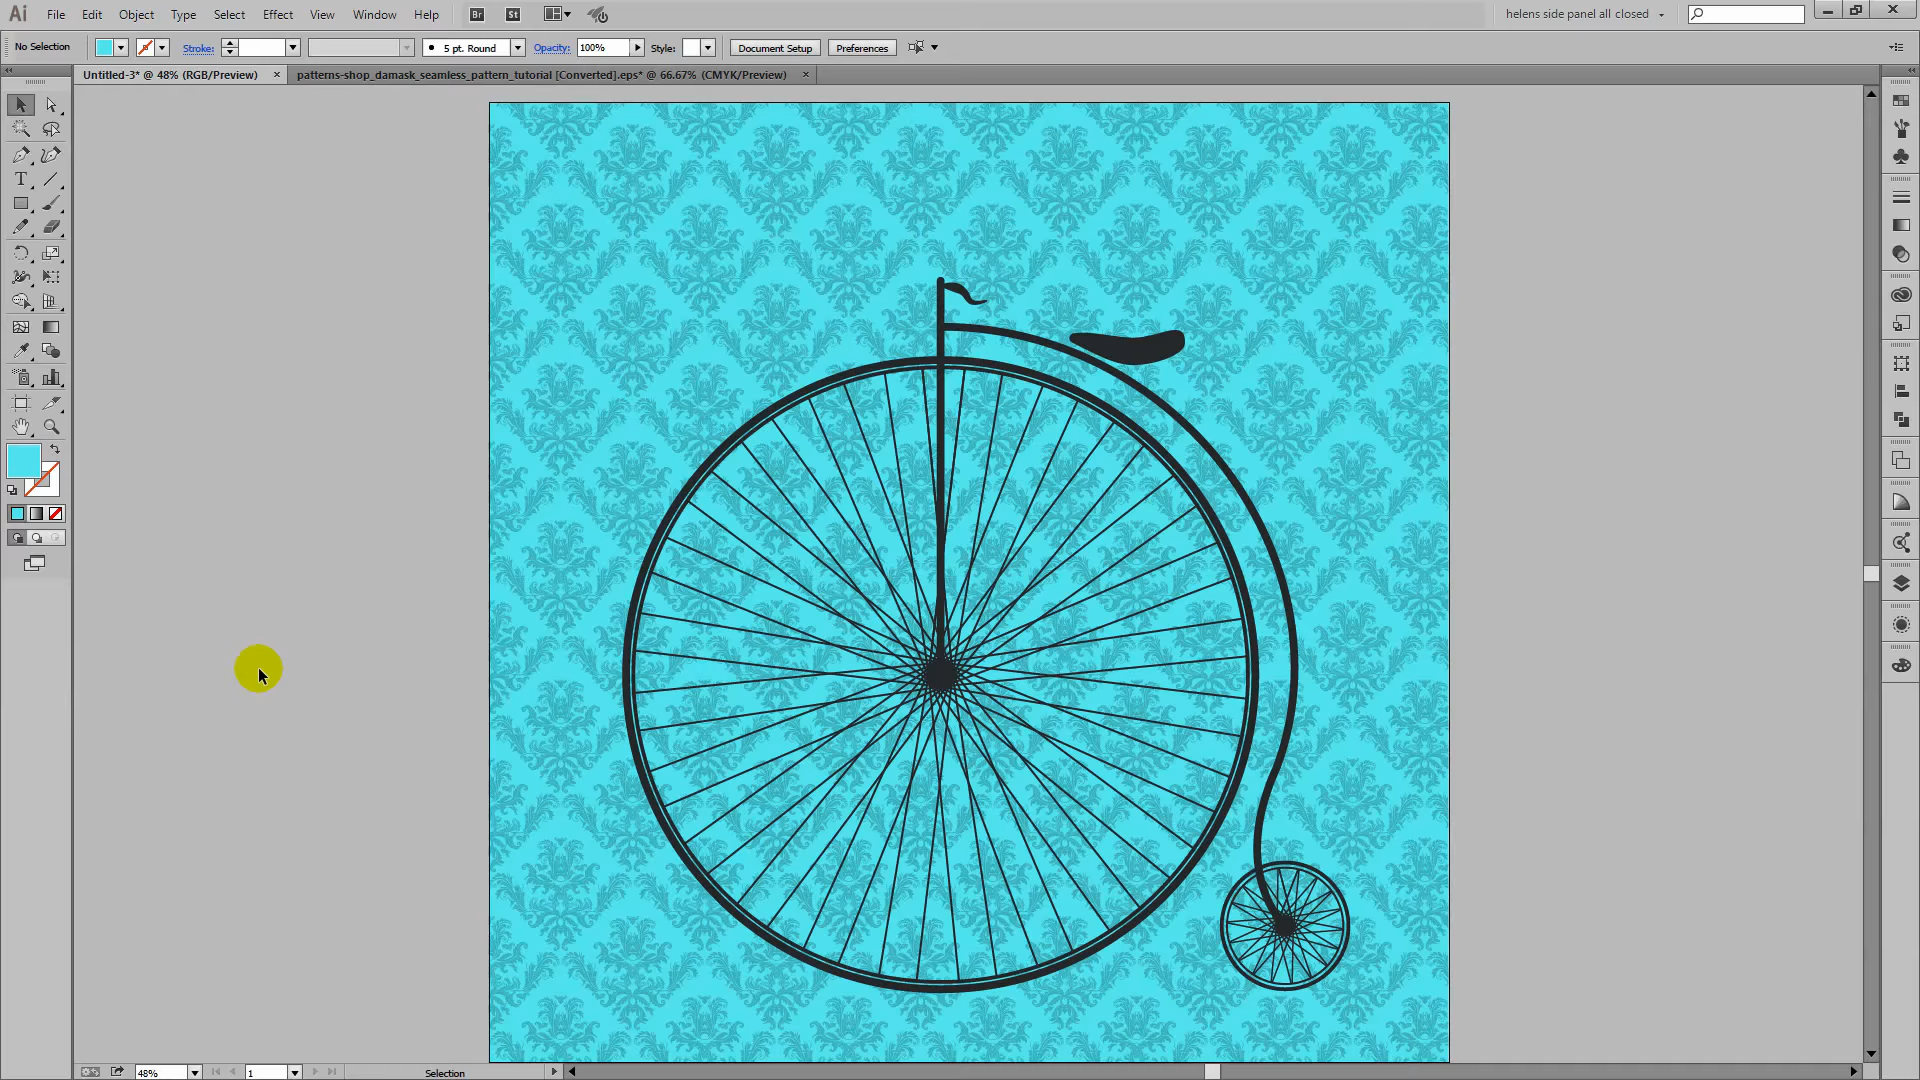 Ai File Edit Object Type Select Effect View Window Help Br St helens side panel all closed
No Selection Stroke: 5 pt. Round Opacity: 100% Style: Document Setup Preferences
Untitled-3* @ 48% (RGB/Preview) × patterns-shop_damask_seamless_pattern_tutorial [Converted].eps* @ 66.67% (CMYK/Preview) ×
T
48% 1 Selection